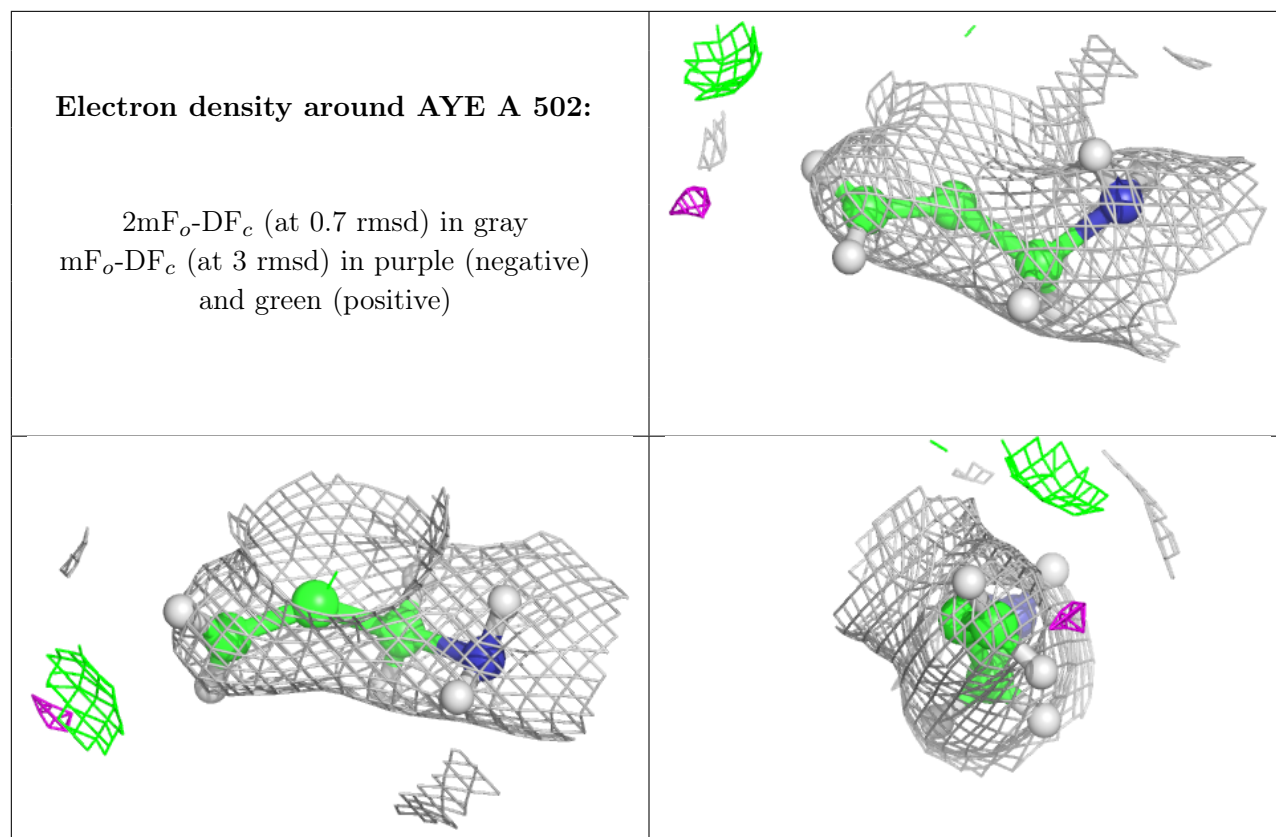 Electron density around AYE A 502:
2mFo-DFc (at 0.7 rmsd) in gray
mFo-DFc (at 3 rmsd) in purple (negative)
and green (positive)